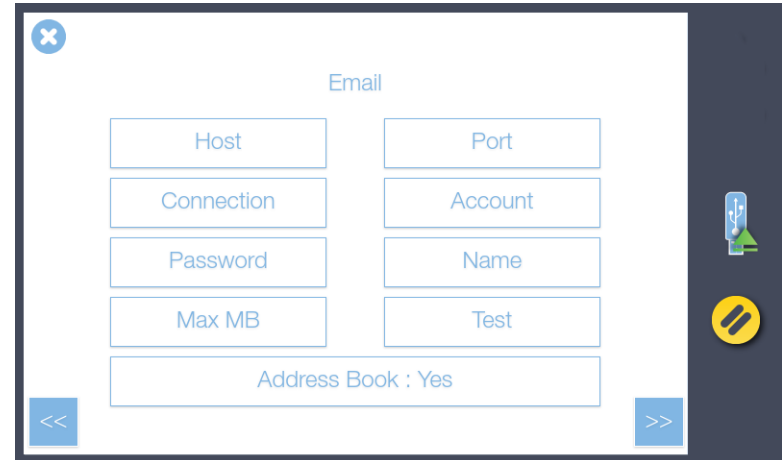 Email
Host
Port
Connection
Account
Password
Name
Max MB
Test
Address Book : Yes
<<
>>